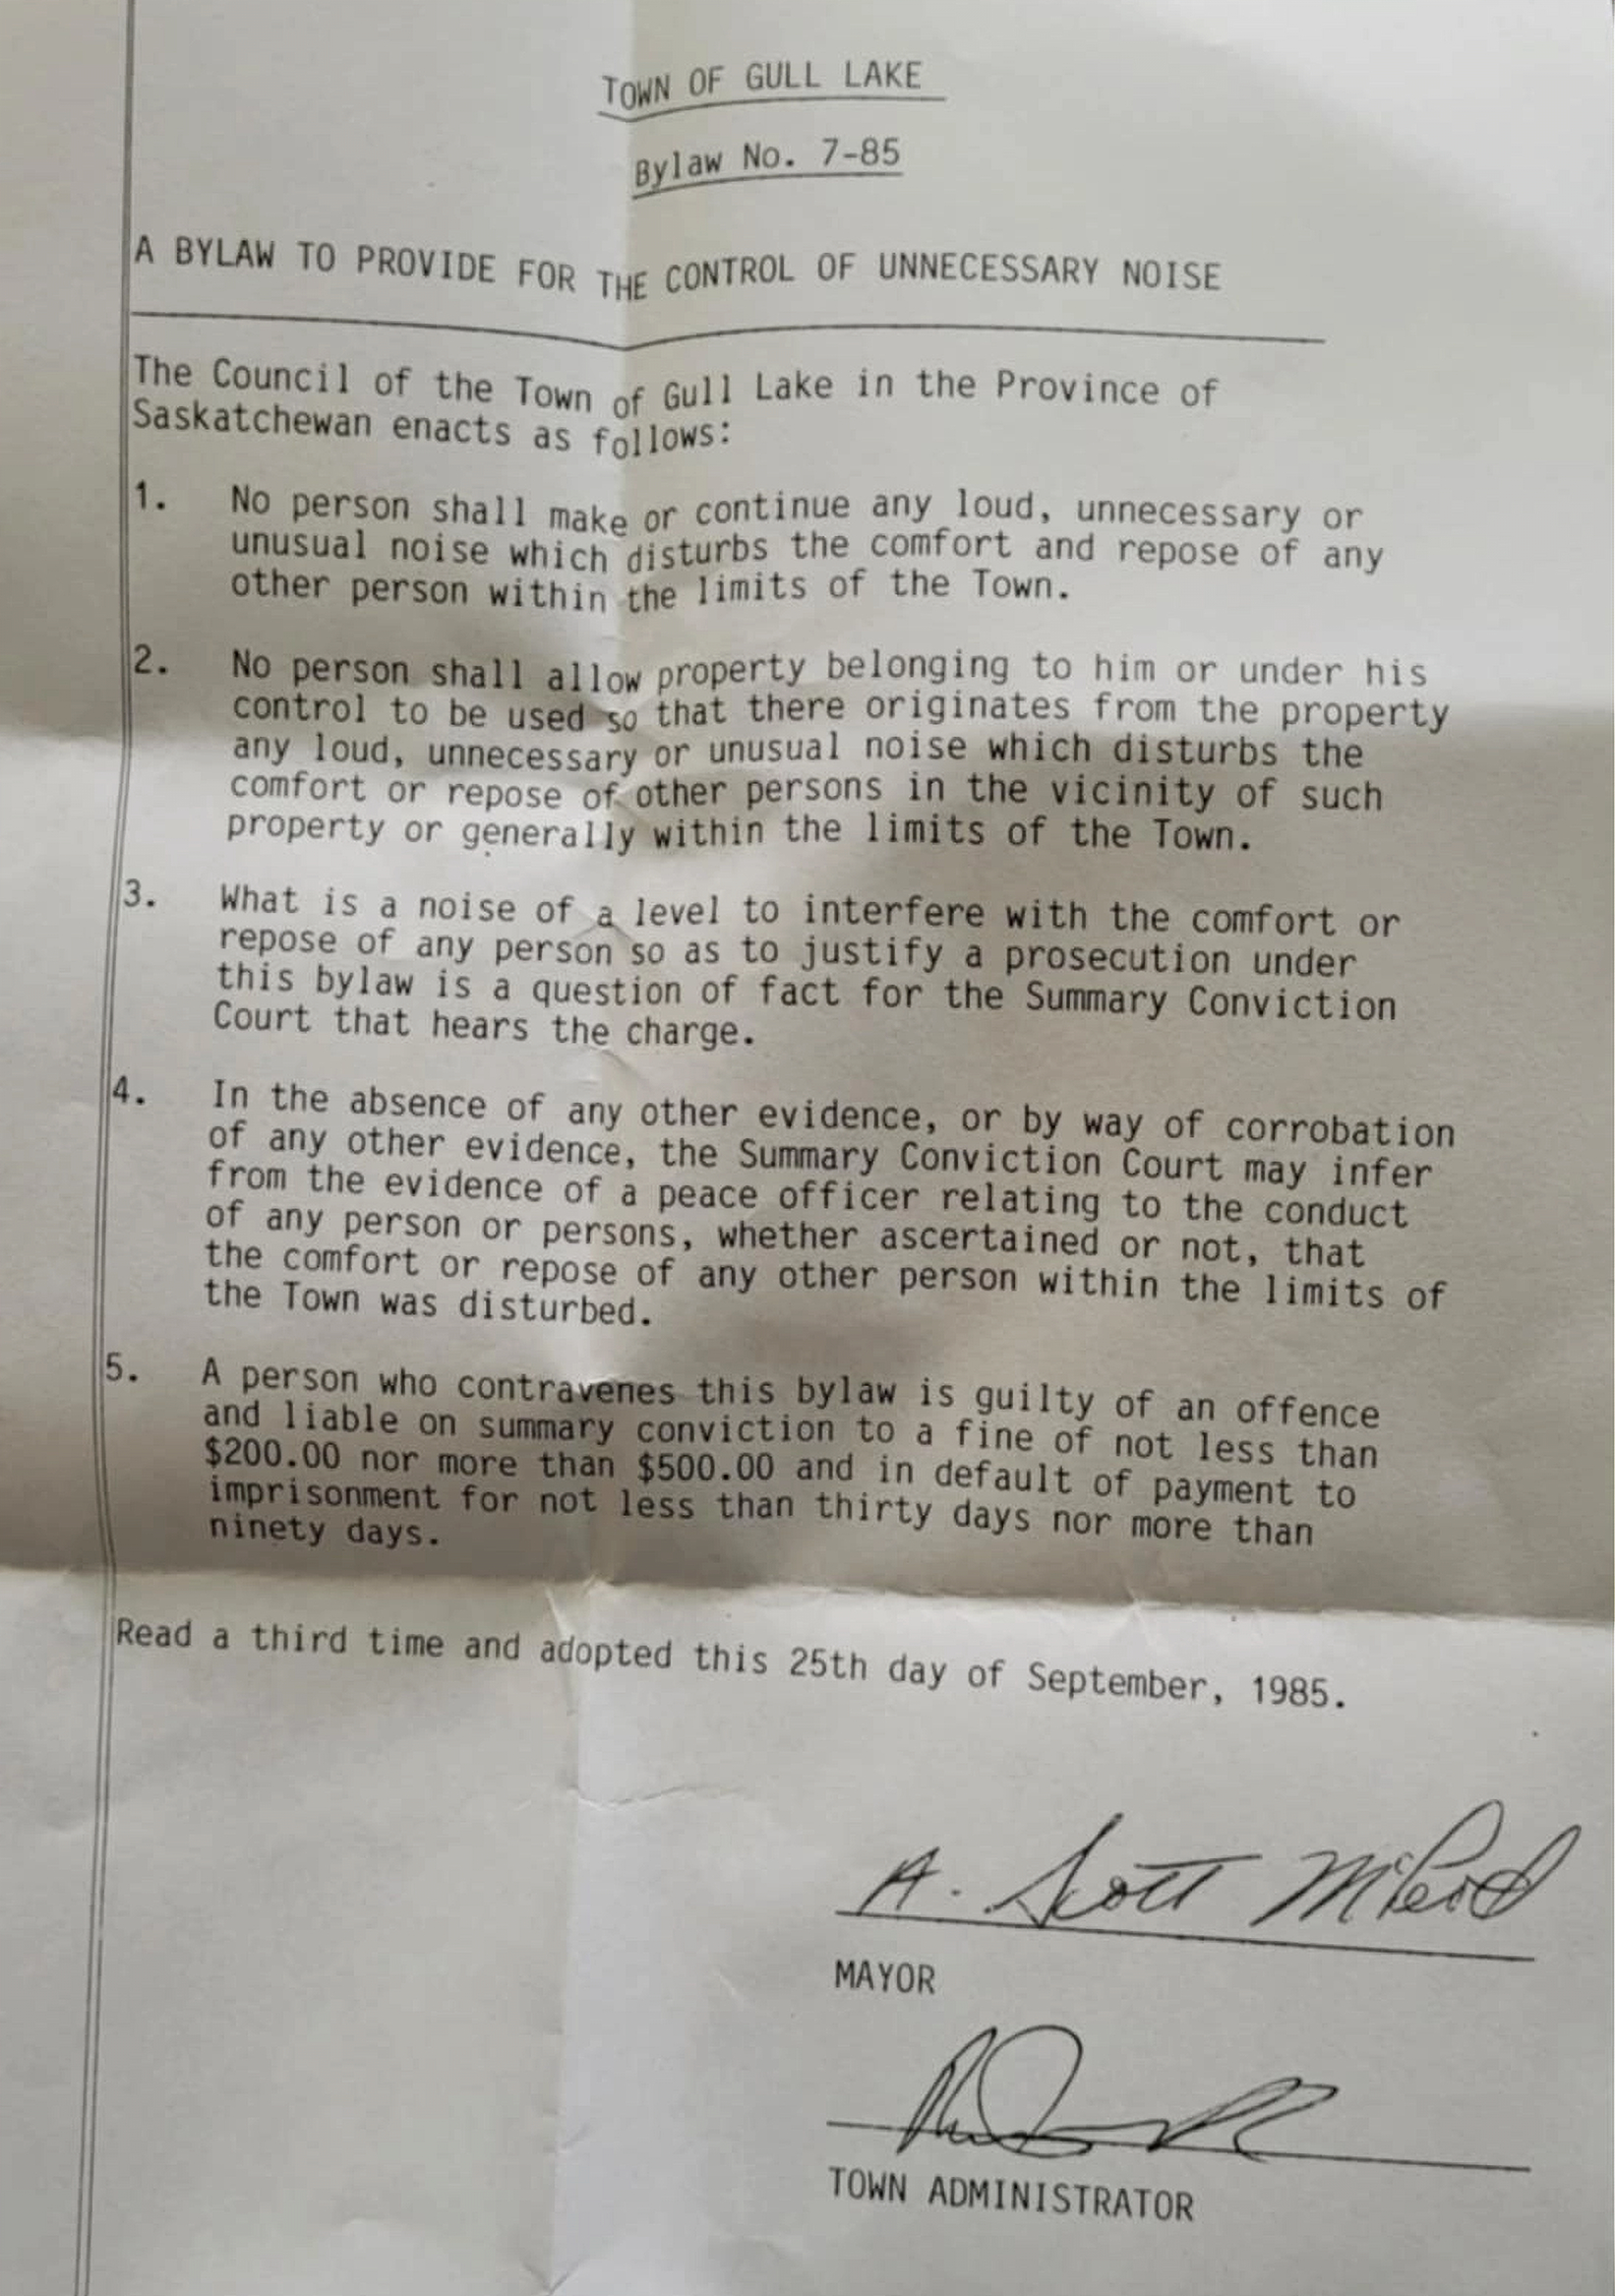 TOWN OF GULL LAKE
Bylaw No. 7-85
A BYLAW TO PROVIDE FOR THE CONTROL OF UNNECESSARY NOISE
The Council of the Town of Gull Lake in the Province of
Saskatchewan enacts as follows:
1. No person shall make or continue any loud, unnecessary or
unusual noise which disturbs the comfort and repose of any
other person within the limits of the Town.
2. No person shall allow property belonging to him or under his
control to be used so that there originates from the property
any loud, unnecessary or unusual noise which disturbs the
comfort or repose of other persons in the vicinity of such
property or generally within the limits of the Town.
3. What is a noise of a level to interfere with the comfort or
repose of any person so as to justify a prosecution under
this bylaw is a question of fact for the Summary Conviction
Court that hears the charge.
4. In the absence of any other evidence, or by way of corrobation
of any other evidence, the Summary Conviction Court may infer
from the evidence of a peace officer relating to the conduct
of any person or persons, whether ascertained or not, that
the comfort or repose of any other person within the limits of
the Town was disturbed.
5. A person who contravenes this bylaw is guilty of an offence
and liable on summary conviction to a fine of not less than
$200.00 nor more than $500.00 and in default of payment to
imprisonment for not less than thirty days nor more than
ninety days.
Read a third time and adopted this 25th day of September, 1985.
A. Scott McLeod
MAYOR
TOWN ADMINISTRATOR